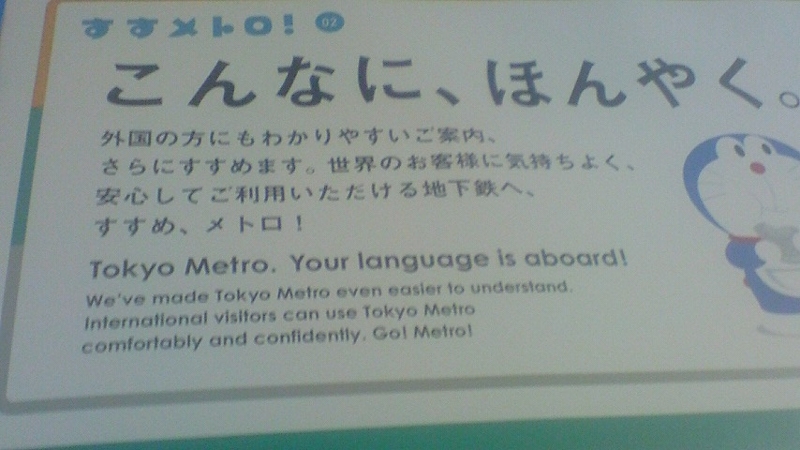 すすメトロ! 02
こんなに、ほんやく。
外国の方にもわかりやすいご案内、
さらにすすめます。世界のお客様に気持ちよく、
安心してご利用いただける地下鉄へ、
すすめ、メトロ!
Tokyo Metro. Your language is aboard!
We've made Tokyo Metro even easier to understand.
International visitors can use Tokyo Metro
comfortably and confidently. Go! Metro!